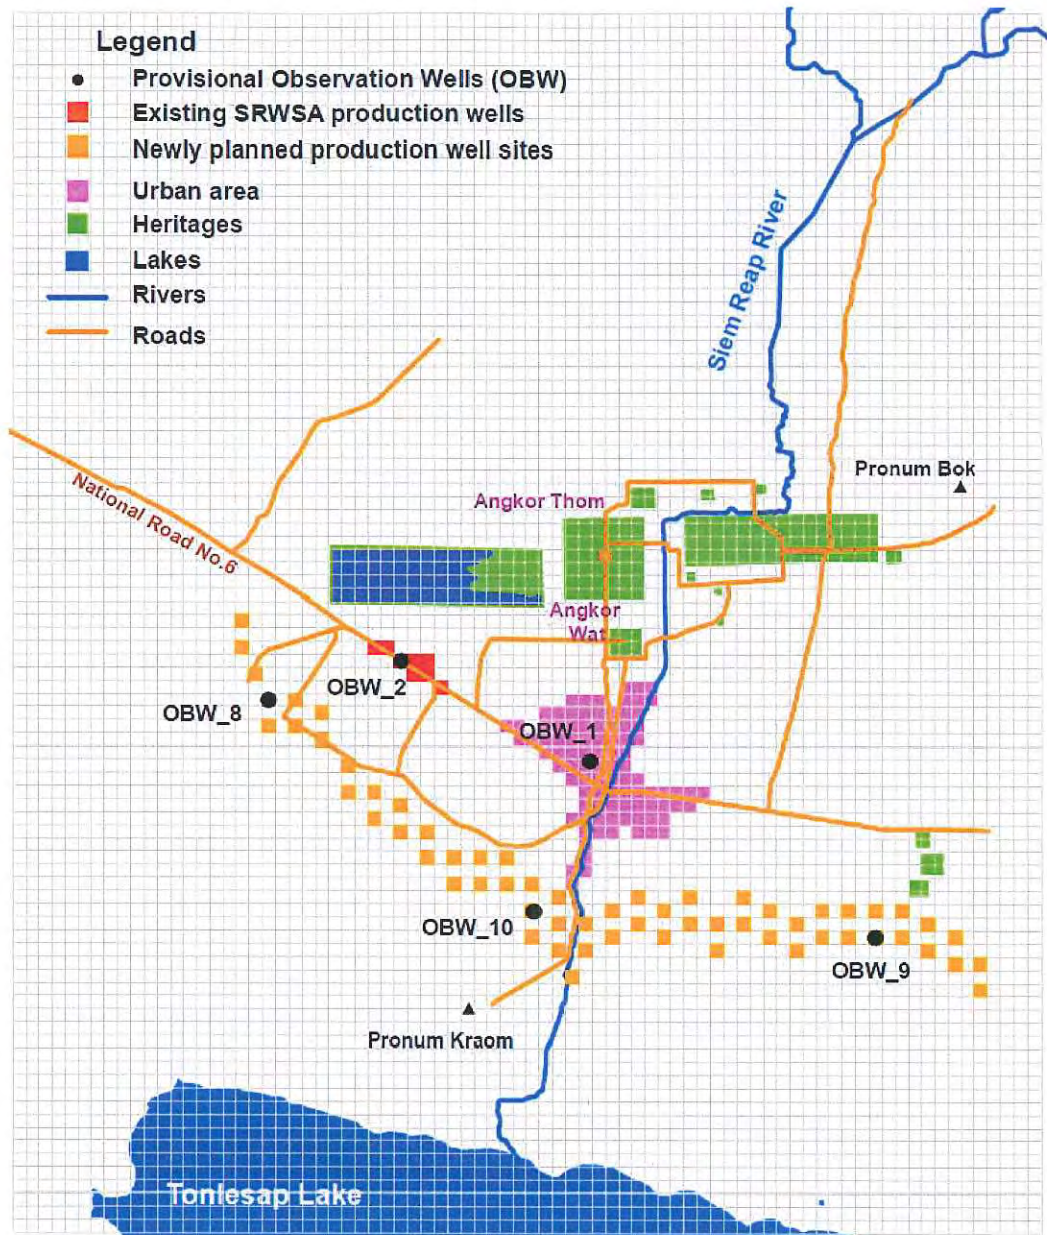 Legend
Provisional Observation Wells (OBW)
Existing SRWSA production wells
Newly planned production well sites
Urban area
Heritages
Lakes
Rivers
Roads
Siem Reap River
Pronum Bok
Angkor Thom
National Road No.6
Angkor
Wat
OBW_2
OBW_8
OBW_1
OBW_10
OBW_9
Pronum Kraom
Tonlesap Lake